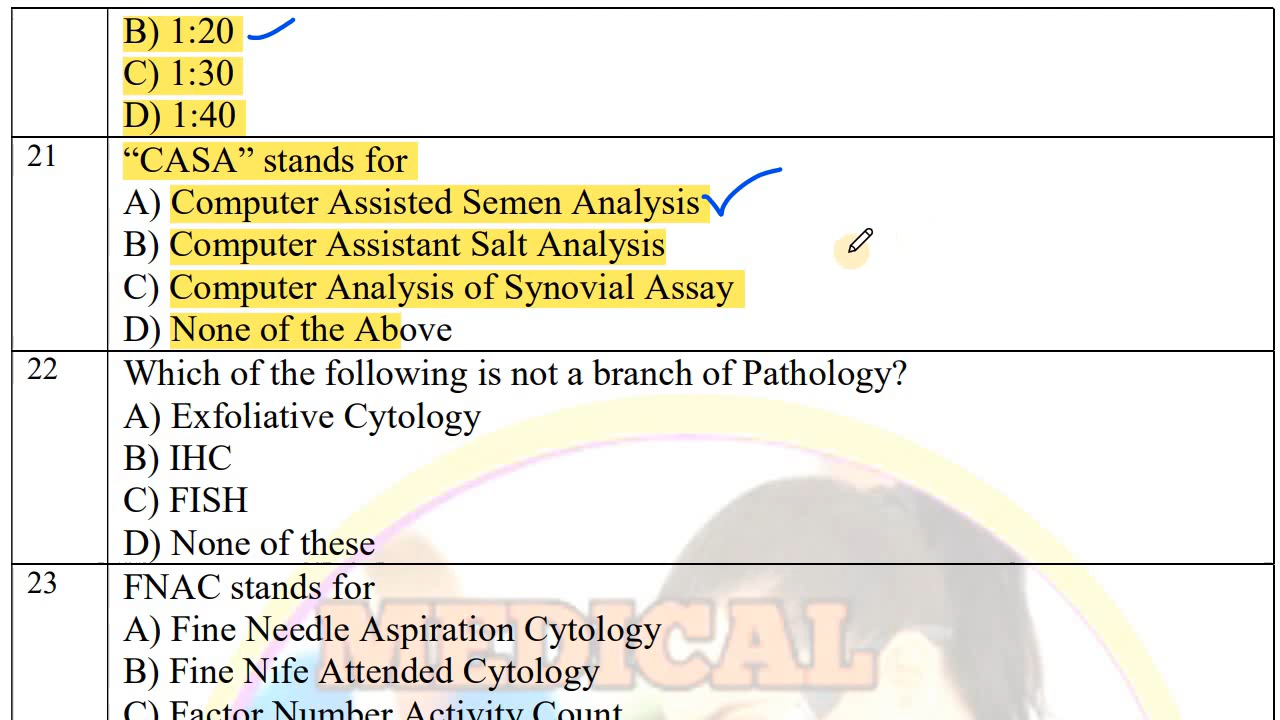 B) 1:20
C) 1:30
D) 1:40
21
“CASA” stands for
A) Computer Assisted Semen Analysis
B) Computer Assistant Salt Analysis
C) Computer Analysis of Synovial Assay
D) None of the Above
22
Which of the following is not a branch of Pathology?
A) Exfoliative Cytology
B) IHC
C) FISH
D) None of these
23
FNAC stands for
A) Fine Needle Aspiration Cytology
B) Fine Nife Attended Cytology
C) Factor Number Activity Count
MEDICAL